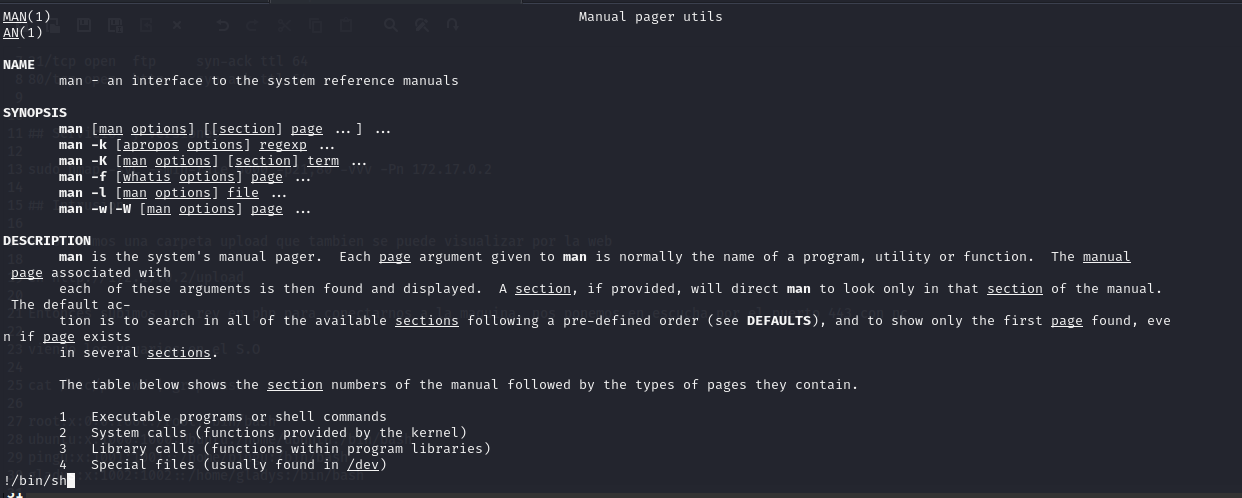 MAN(1) Manual pager utils
AN(1)
NAME
man - an interface to the system reference manuals
SYNOPSIS
man [man options] [[section] page ...] ...
man -k [apropos options] regexp ...
man -K [man options] [section] term ...
man -f [whatis options] page ...
man -l [man options] file ...
man -w|-W [man options] page ...
DESCRIPTION
man is the system's manual pager. Each page argument given to man is normally the name of a program, utility or function. The manual
page associated with
each of these arguments is then found and displayed. A section, if provided, will direct man to look only in that section of the manual.
The default ac-
tion is to search in all of the available sections following a pre-defined order (see DEFAULTS), and to show only the first page found, eve
n if page exists
in several sections.
The table below shows the section numbers of the manual followed by the types of pages they contain.
1 Executable programs or shell commands
2 System calls (functions provided by the kernel)
3 Library calls (functions within program libraries)
4 Special files (usually found in /dev)
!/bin/sh